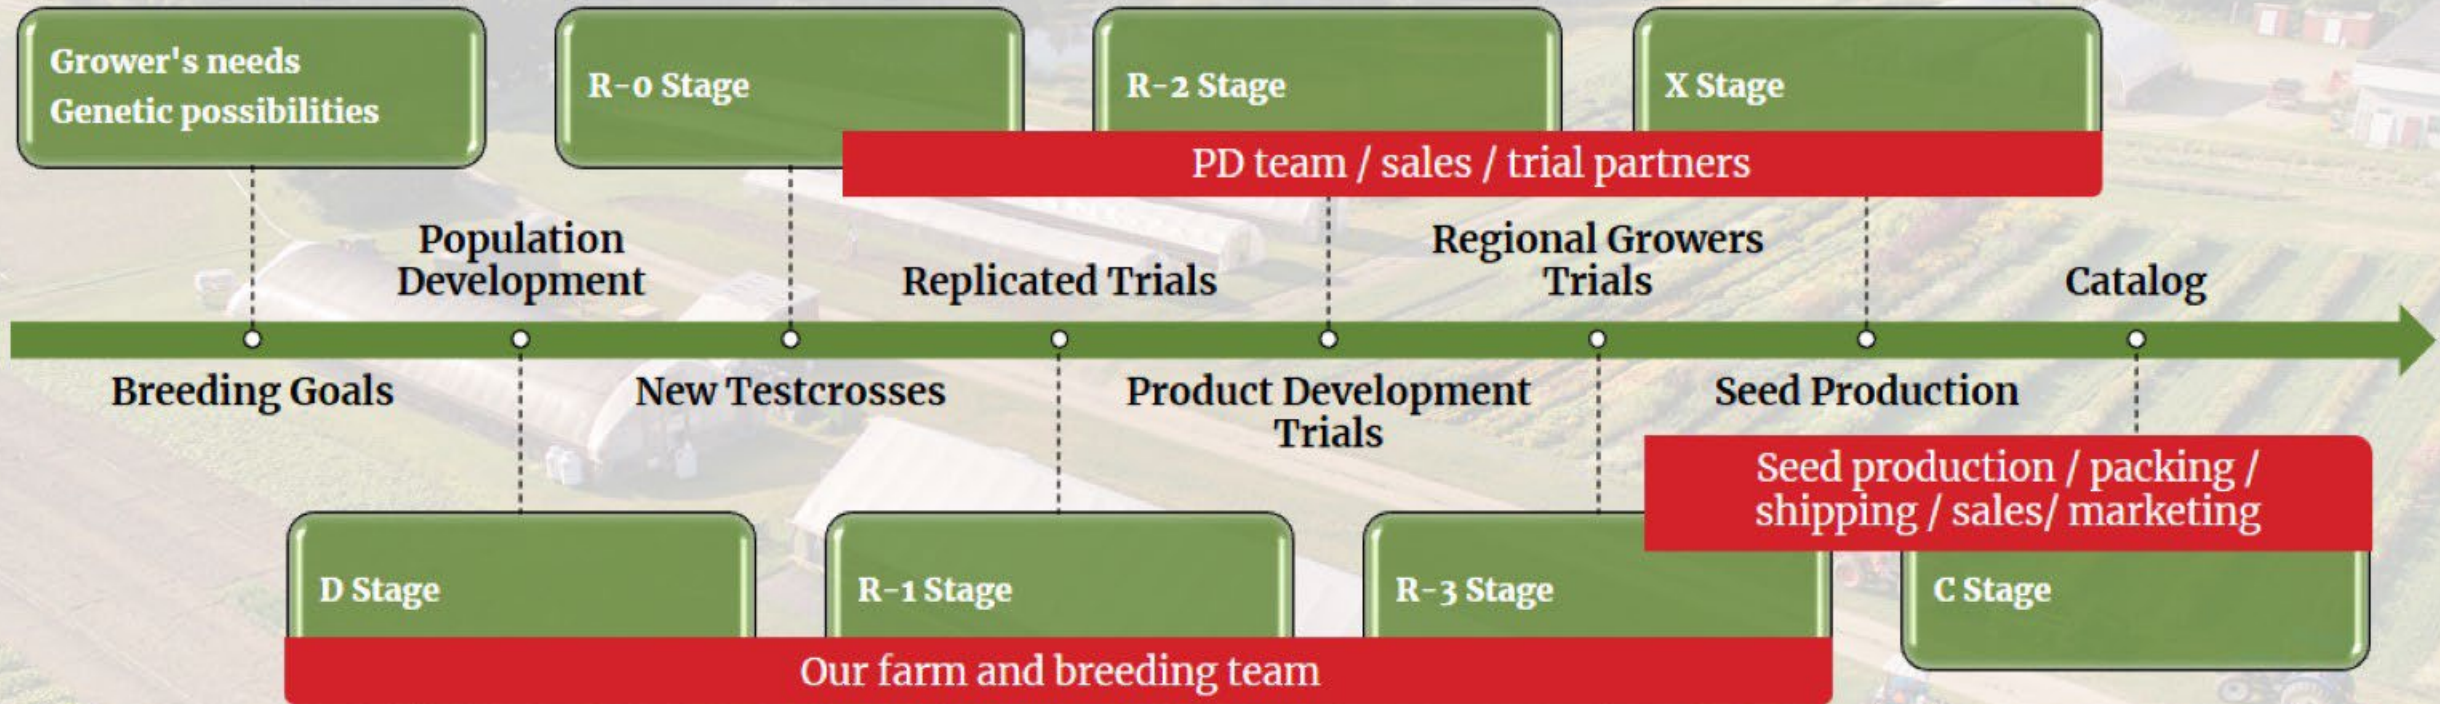 Grower's needs
Genetic possibilities
R-0 Stage
R-2 Stage
X Stage
PD team / sales / trial partners
Population
Development
Replicated Trials
Regional Growers
Trials
Catalog
Breeding Goals
New Testcrosses
Product Development
Trials
Seed Production
Seed production / packing /
shipping / sales/ marketing
D Stage
R-1 Stage
R-3 Stage
C Stage
Our farm and breeding team